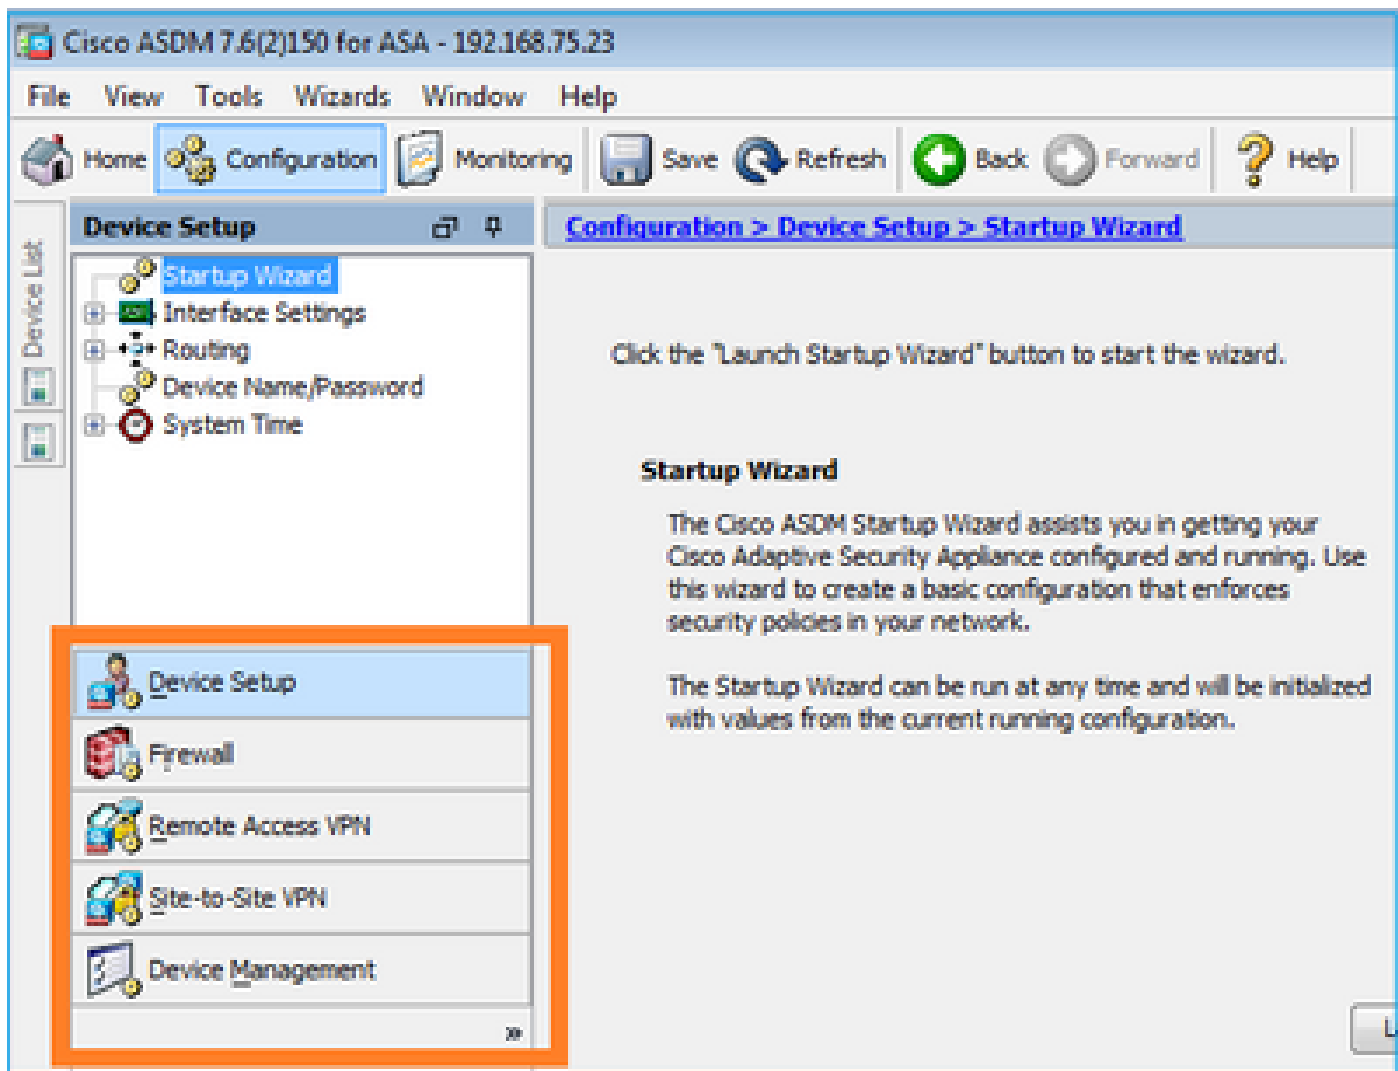 Cisco ASDM 7.6(2)150 for ASA - 192.168.75.23
File View Tools Wizards Window Help
Home Configuration Monitoring Save Refresh Back Forward Help
Device List
Device Setup
Configuration > Device Setup > Startup Wizard
Startup Wizard
Interface Settings
Routing
Device Name/Password
System Time
Click the "Launch Startup Wizard" button to start the wizard.
Startup Wizard
The Cisco ASDM Startup Wizard assists you in getting your
Cisco Adaptive Security Appliance configured and running. Use
this wizard to create a basic configuration that enforces
security policies in your network.
The Startup Wizard can be run at any time and will be initialized
with values from the current running configuration.
Device Setup
Firewall
Remote Access VPN
Site-to-Site VPN
Device Management
»